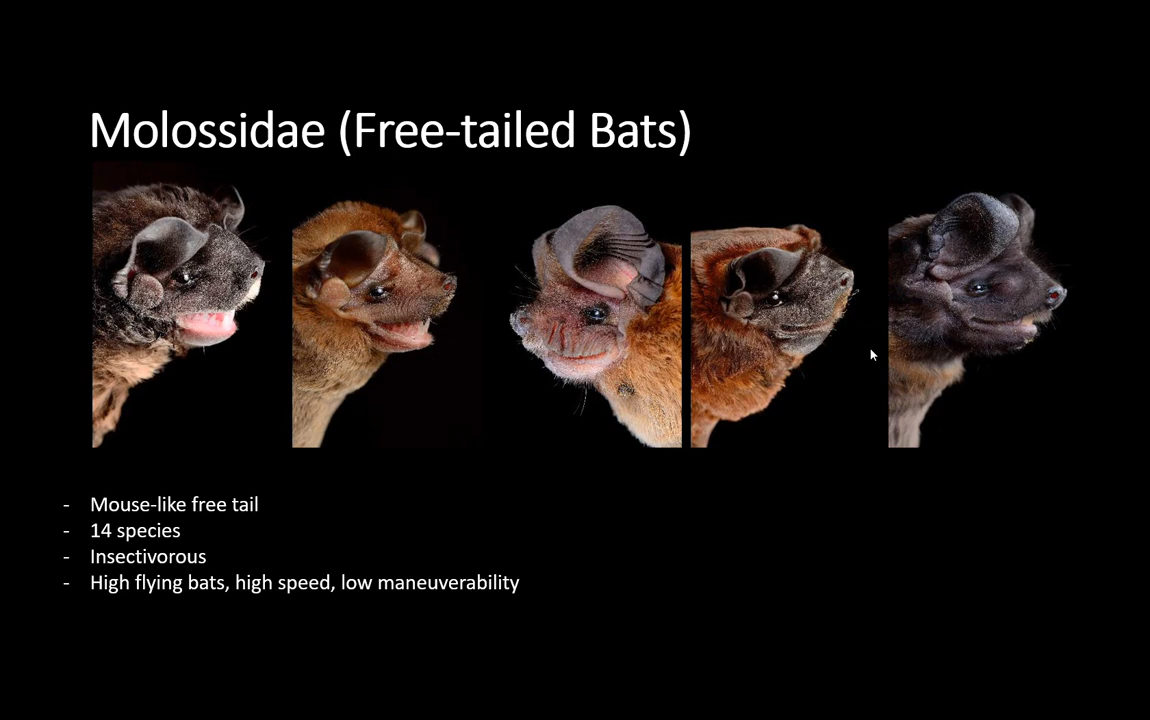 Molossidae (Free-tailed Bats)
- Mouse-like free tail
- 14 species
- Insectivorous
- High flying bats, high speed, low maneuverability